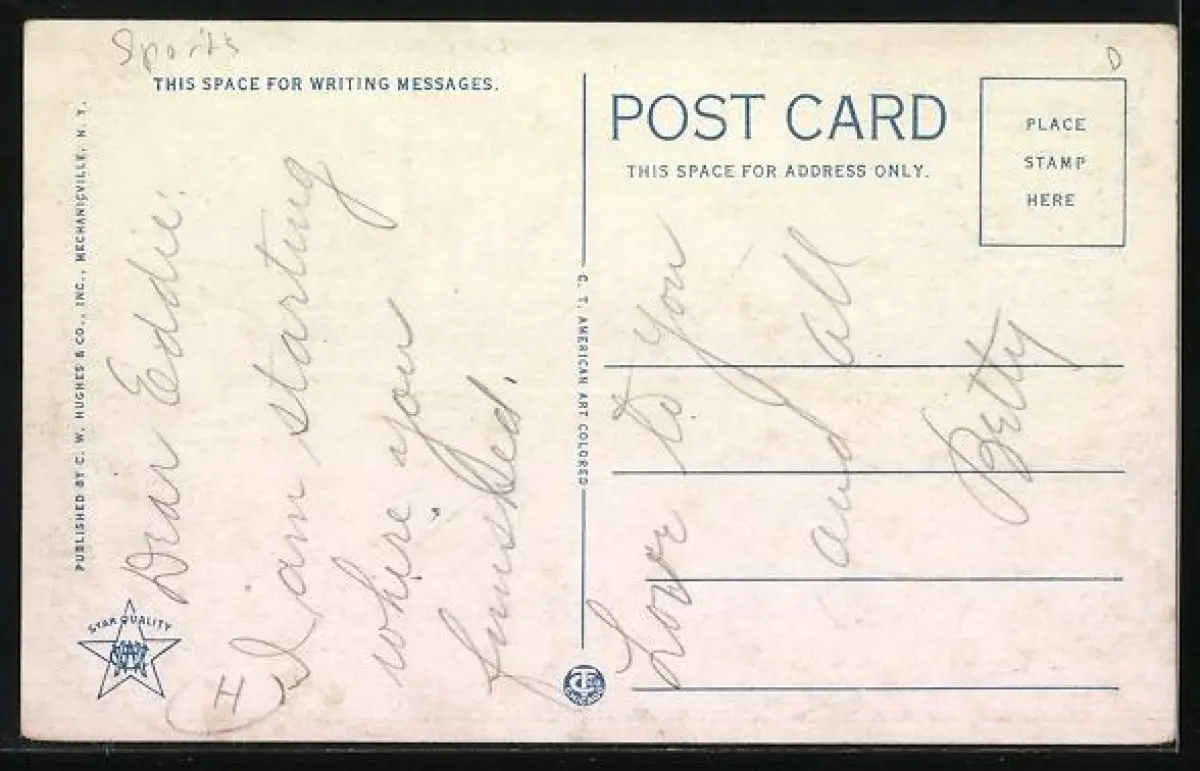 Sports
D
THIS SPACE FOR WRITING MESSAGES.
POST CARD
THIS SPACE FOR ADDRESS ONLY.
PLACE
STAMP
HERE
PUBLISHED BY C. W. HUGHES & CO., INC., MECHANICVILLE, N. Y.
C. T. AMERICAN ART COLORED
STAR QUALITY
Dear Eddie:
I am starting
where you
finished.
Love to you
and all
Betty
I